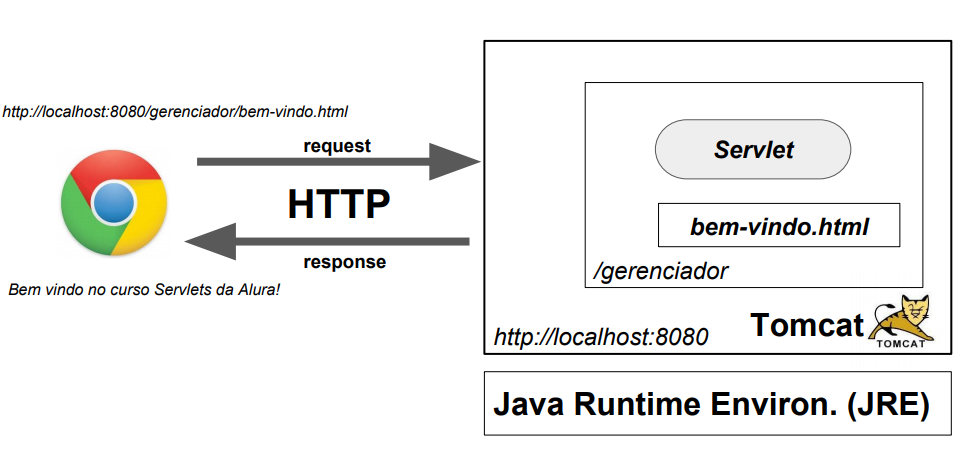 http://localhost:8080/gerenciador/bem-vindo.html
request
HTTP
response
Bem vindo no curso Servlets da Alura!
Servlet
bem-vindo.html
/gerenciador
http://localhost:8080
Tomcat
TOMCAT
Java Runtime Environ. (JRE)